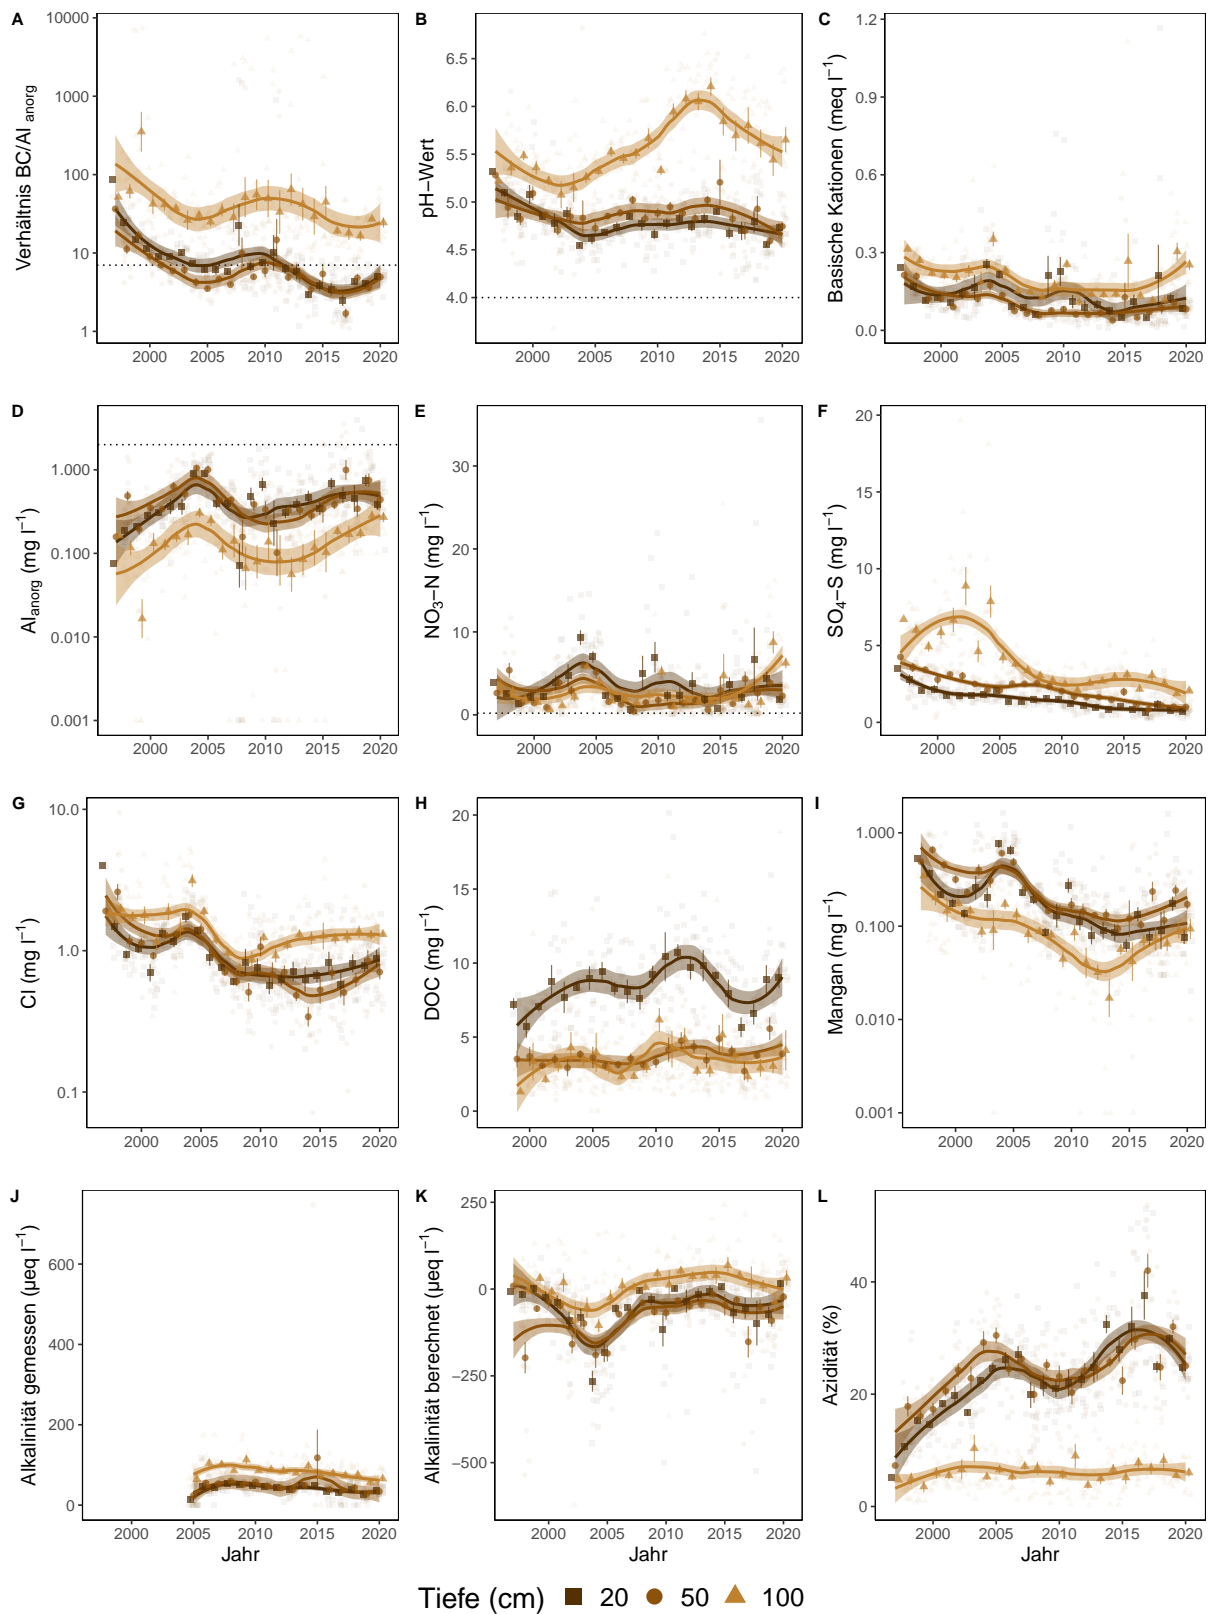 A
Verhältnis BC/Al anorg
10000
1000
100
10
1
2000 2005 2010 2015 2020
B
pH−Wert
6.5
6.0
5.5
5.0
4.5
4.0
2000 2005 2010 2015 2020
C
Basische Kationen (meq l−1)
1.2
0.9
0.6
0.3
0.0
2000 2005 2010 2015 2020
D
Alanorg (mg l−1)
1.000
0.100
0.010
0.001
2000 2005 2010 2015 2020
E
NO3−N (mg l−1)
30
20
10
0
2000 2005 2010 2015 2020
F
SO4−S (mg l−1)
20
15
10
5
0
2000 2005 2010 2015 2020
G
Cl (mg l−1)
10.0
1.0
0.1
2000 2005 2010 2015 2020
H
DOC (mg l−1)
20
15
10
5
0
2000 2005 2010 2015 2020
I
Mangan (mg l−1)
1.000
0.100
0.010
0.001
2000 2005 2010 2015 2020
J
Alkalinität gemessen (µeq l−1)
600
400
200
0
2000 2005 2010 2015 2020
Jahr
K
Alkalinität berechnet (µeq l−1)
250
0
−250
−500
2000 2005 2010 2015 2020
Jahr
L
Azidität (%)
40
20
0
2000 2005 2010 2015 2020
Jahr
Tiefe (cm) 20 50 100